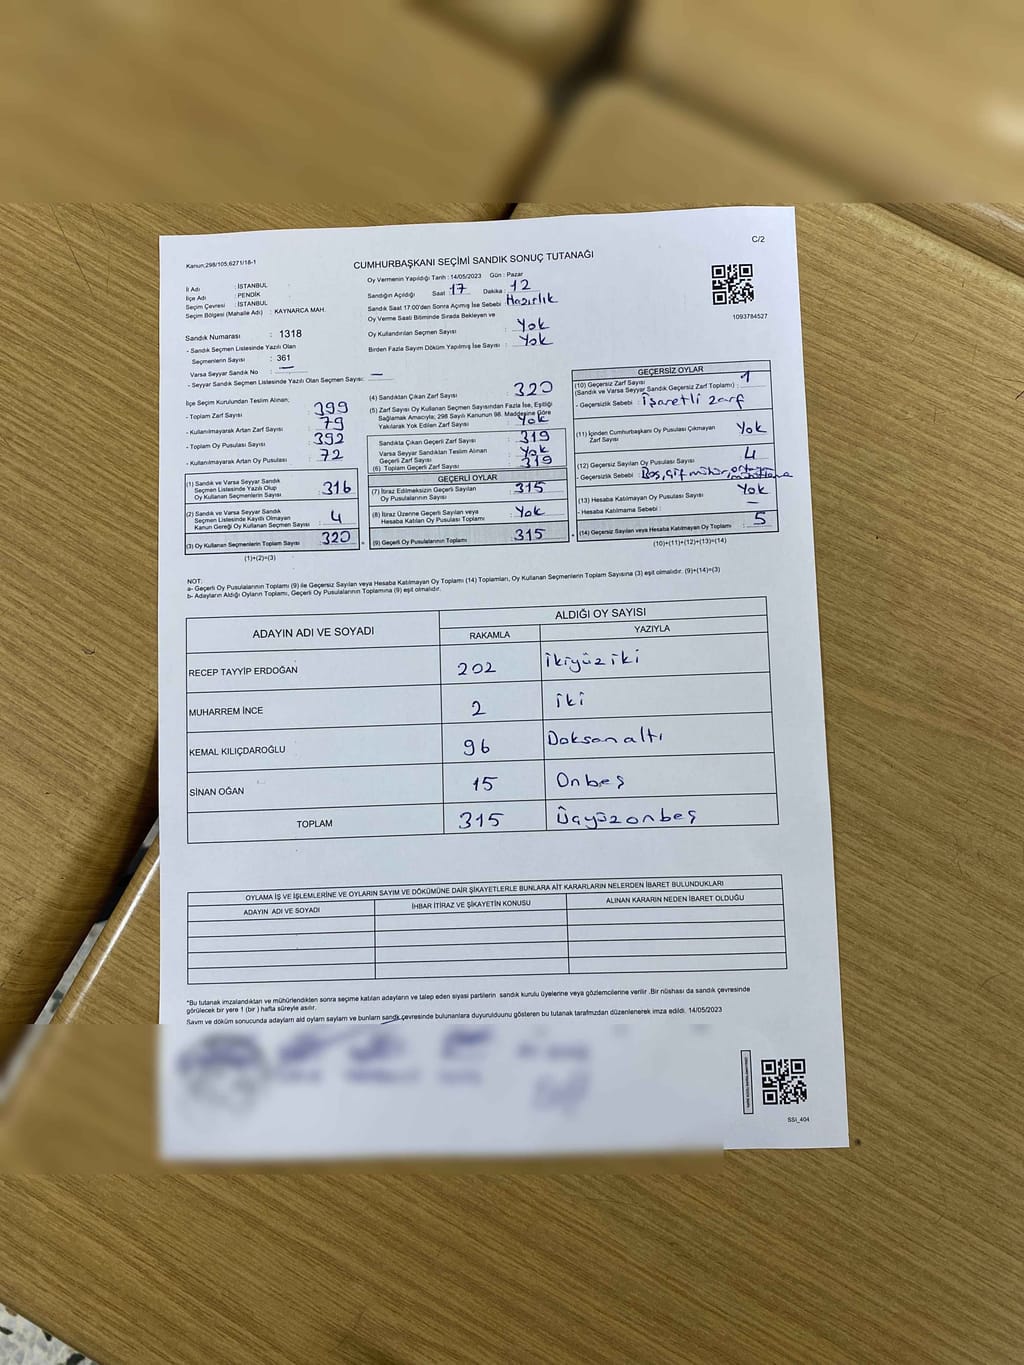 C/2
Kanun;298/105;6271/18-1
CUMHURBAŞKANI SEÇİMİ SANDIK SONUÇ TUTANAĞI
İl Adı : İSTANBUL
İlçe Adı : PENDİK
Seçim Çevresi : İSTANBUL
Seçim Bölgesi (Mahalle Adı) : KAYNARCA MAH.
Sandık Numarası : 1318
- Sandık Seçmen Listesinde Yazılı Olan
Seçmenlerin Sayısı : 361
Varsa Seyyar Sandık No : —
- Seyyar Sandık Seçmen Listesinde Yazılı Olan Seçmen Sayısı: —
Oy Vermenin Yapıldığı Tarih : 14/05/2023 Gün : Pazar
Sandığın Açıldığı Saat : 17 Dakika : 12
Sandık Saat 17:00'den Sonra Açılmış İse Sebebi : Hazırlık
Oy Verme Saati Bitiminde Sırada Bekleyen ve
Oy Kullandırılan Seçmen Sayısı : Yok
Birden Fazla Sayım Döküm Yapılmış İse Sayısı : Yok
1093784527
İlçe Seçim Kurulundan Teslim Alınan;
- Toplam Zarf Sayısı : 399
- Kullanılmayarak Artan Zarf Sayısı : 79
- Toplam Oy Pusulası Sayısı : 392
- Kullanılmayarak Artan Oy Pusulası : 72
(1) Sandık ve Varsa Seyyar Sandık
Seçmen Listesinde Yazılı Olup
Oy Kullanan Seçmenlerin Sayısı : 316
(2) Sandık ve Varsa Seyyar Sandık
Seçmen Listesinde Kayıtlı Olmayan
Kanun Gereği Oy Kullanan Seçmen Sayısı : 4
(3) Oy Kullanan Seçmenlerin Toplam Sayısı : 320
(1)+(2)=(3)
(4) Sandıktan Çıkan Zarf Sayısı : 320
(5) Zarf Sayısı Oy Kullanan Seçmen Sayısından Fazla İse, Eşitliği
Sağlamak Amacıyla; 298 Sayılı Kanunun 98. Maddesine Göre
Yakılarak Yok Edilen Zarf Sayısı : Yok
Sandıkta Çıkan Geçerli Zarf Sayısı : 319
Varsa Seyyar Sandıktan Teslim Alınan
Geçerli Zarf Sayısı : Yok
(6) Toplam Geçerli Zarf Sayısı : 319
GEÇERLİ OYLAR
(7) İtiraz Edilmeksizin Geçerli Sayılan
Oy Pusulalarının Sayısı : 315
(8) İtiraz Üzerine Geçerli Sayılan veya
Hesaba Katılan Oy Pusulası Toplamı : Yok
(9) Geçerli Oy Pusulalarının Toplamı : 315
GEÇERSİZ OYLAR
(10) Geçersiz Zarf Sayısı
(Sandık ve Varsa Seyyar Sandık Geçersiz Zarf Toplamı) : 1
- Geçersizlik Sebebi : İşaretli zarf
(11) İçinden Cumhurbaşkanı Oy Pusulası Çıkmayan
Zarf Sayısı : Yok
(12) Geçersiz Sayılan Oy Pusulası Sayısı : 4
- Geçersizlik Sebebi : Boş, çift mühür,
(13) Hesaba Katılmayan Oy Pusulası Sayısı : Yok
- Hesaba Katılmama Sebebi : —
(14) Geçersiz Sayılan veya Hesaba Katılmayan Oy Toplamı : 5
(10)+(11)+(12)+(13)=(14)
NOT:
a- Geçerli Oy Pusulalarının Toplamı (9) ile Geçersiz Sayılan veya Hesaba Katılmayan Oy Toplamı (14) Toplamları, Oy Kullanan Seçmenlerin Toplam Sayısına (3) eşit olmalıdır. (9)+(14)=(3)
b- Adayların Aldığı Oyların Toplamı, Geçerli Oy Pusulalarının Toplamına (9) eşit olmalıdır.
ADAYIN ADI VE SOYADI
ALDIĞI OY SAYISI
RAKAMLA YAZIYLA
RECEP TAYYİP ERDOĞAN 202 ikiyüziki
MUHARREM İNCE 2 iki
KEMAL KILIÇDAROĞLU 96 Doksanaltı
SİNAN OĞAN 15 Onbeş
TOPLAM 315 Üçyüzonbeş
OYLAMA İŞ VE İŞLEMLERİNE VE OYLARIN SAYIM VE DÖKÜMÜNE DAİR ŞİKAYETLERLE BUNLARA AİT KARARLARIN NELERDEN İBARET BULUNDUKLARI
ADAYIN ADI VE SOYADI İHBAR İTİRAZ VE ŞİKAYETİN KONUSU ALINAN KARARIN NEDEN İBARET OLDUĞU
*Bu tutanak imzalandıktan ve mühürlendikten sonra seçime katılan adayların ve talep eden siyasi partilerin sandık kurulu üyelerine veya gözlemcilerine verilir .Bir nüshası da sandık çevresinde
görülecek bir yere 1 (bir ) hafta süreyle asılır.
Sayım ve döküm sonucunda adayların sandık çevresinde bulunanlara duyurulduunu gösteren bu tutanak tarafımızdan düzenlenerek imza edildi. 14/05/2023
SSI_404